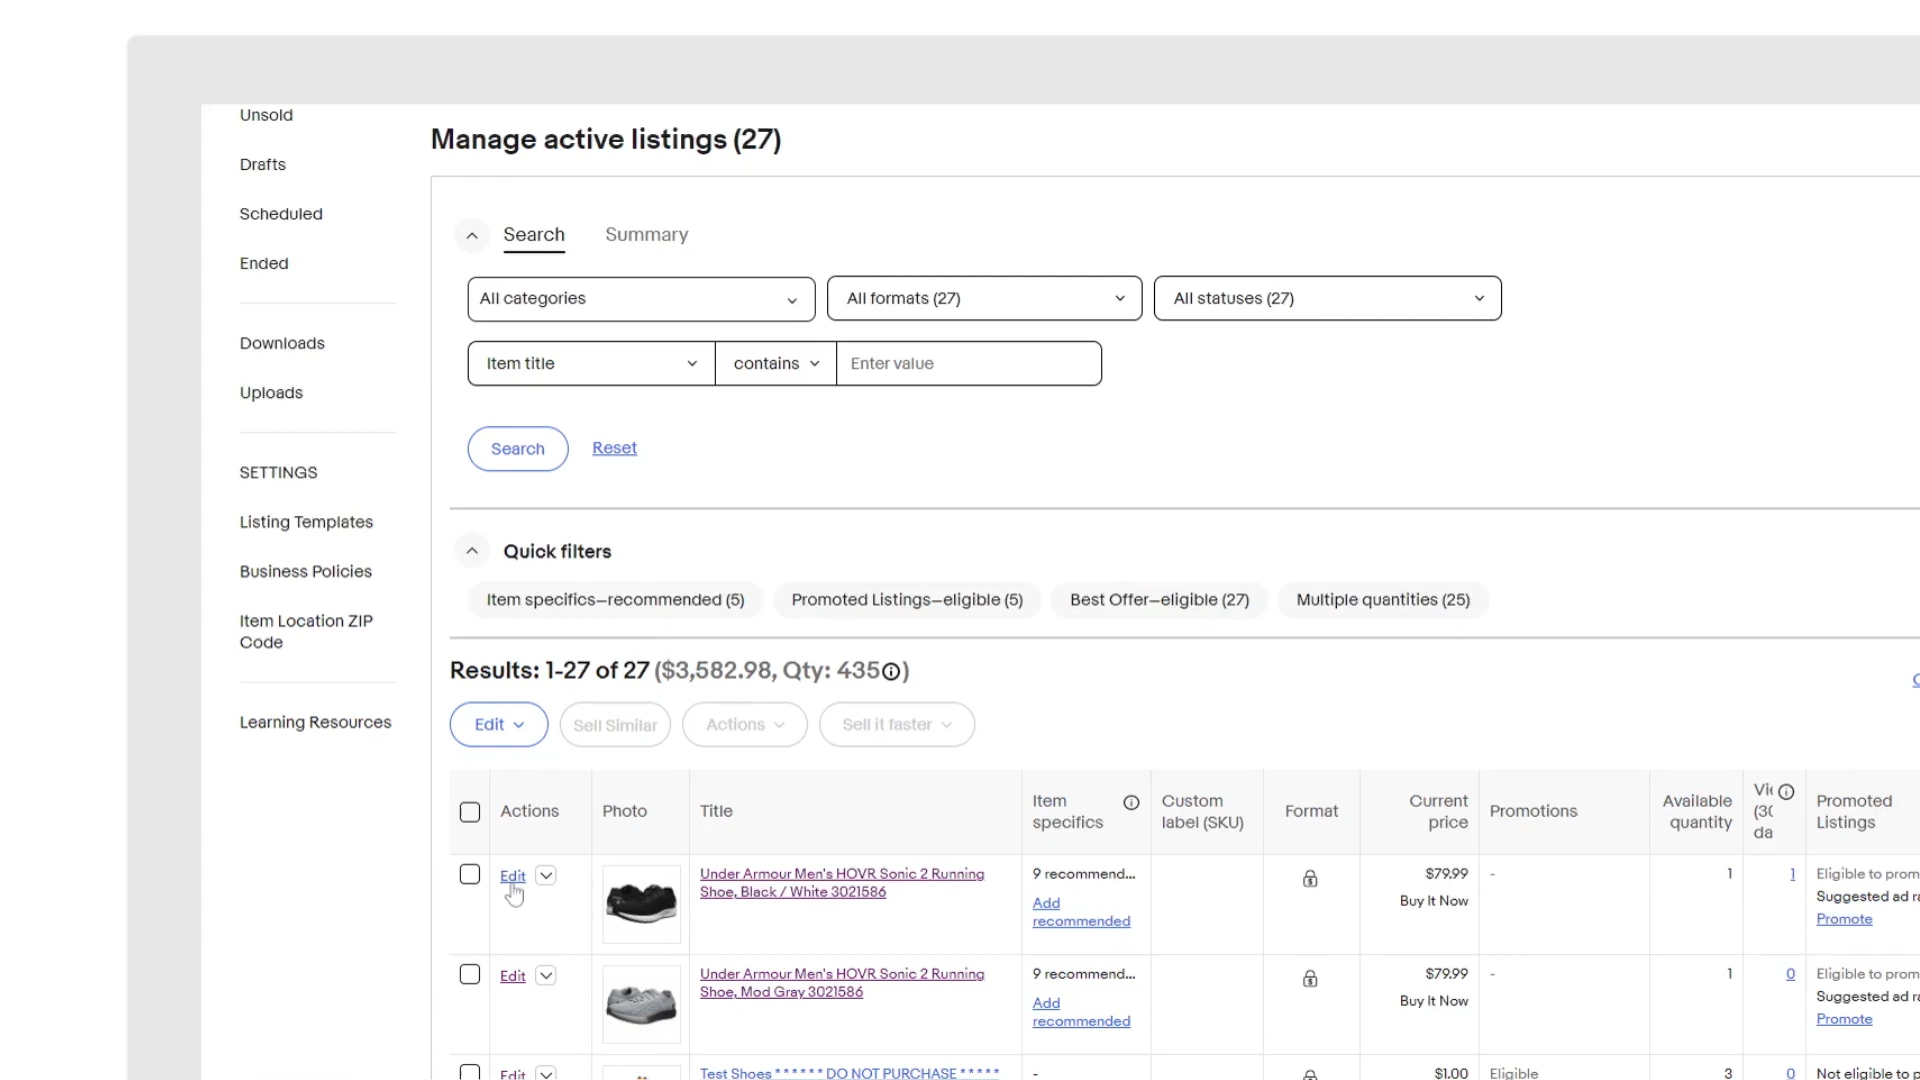 Unsold
Drafts
Scheduled
Ended
Downloads
Uploads
SETTINGS
Listing Templates
Business Policies
Item Location ZIP
Code
Learning Resources
Manage active listings (27)
Search Summary
All categories All formats (27) All statuses (27)
Item title contains Enter value
Search Reset
Quick filters
Item specifics—recommended (5) Promoted Listings—eligible (5) Best Offer—eligible (27) Multiple quantities (25)
Results: 1-27 of 27 ($3,582.98, Qty: 435)
Edit Sell Similar Actions Sell it faster
Actions
Photo
Title
Item
specifics
Custom
label (SKU)
Format
Current
price
Promotions
Available
quantity
(30
da
Promoted
Listings
Edit
Under Armour Men's HOVR Sonic 2 Running
Shoe, Black / White 3021586
9 recommend...
Add
recommended
$79.99
Buy It Now
-
1
1
Eligible to prom
Suggested ad ra
Promote
Edit
Under Armour Men's HOVR Sonic 2 Running
Shoe, Mod Gray 3021586
9 recommend...
Add
recommended
$79.99
Buy It Now
-
1
0
Eligible to prom
Suggested ad ra
Promote
Edit
Test Shoes * * * * * * DO NOT PURCHASE * * * * *
-
$1.00
Eligible
3
0
Not eligible to p